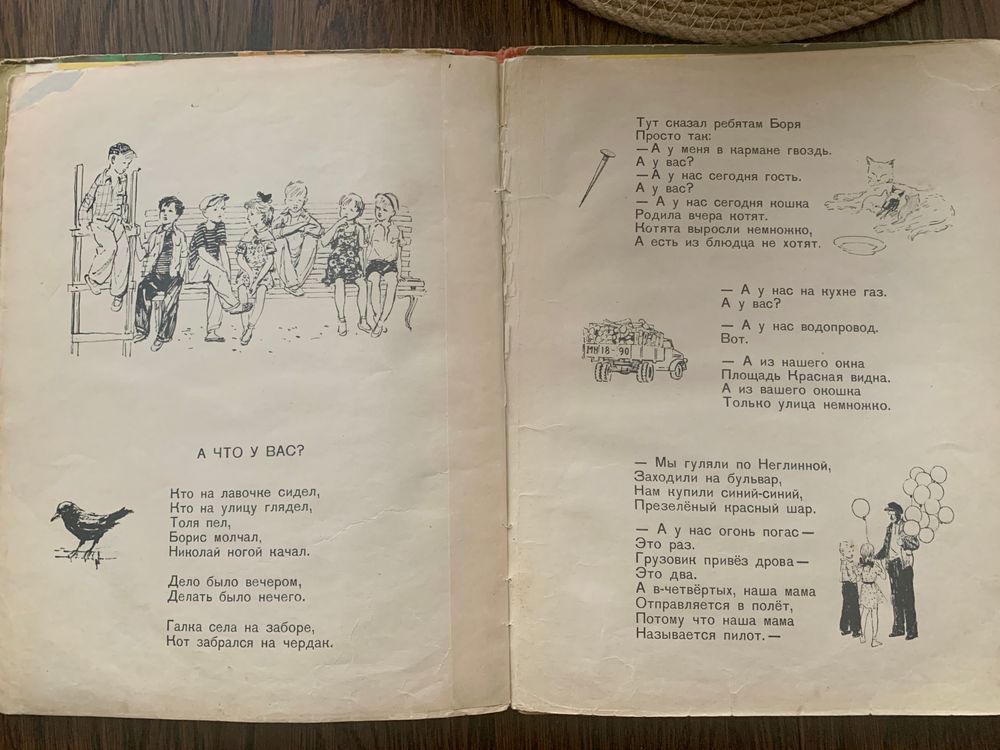 А ЧТО У ВАС?
Кто на лавочке сидел,
Кто на улицу глядел,
Толя пел,
Борис молчал,
Николай ногой качал.
Дело было вечером,
Делать было нечего.
Галка села на заборе,
Кот забрался на чердак.
Тут сказал ребятам Боря
Просто так:
— А у меня в кармане гвоздь.
А у вас?
— А у нас сегодня гость.
А у вас?
— А у нас сегодня кошка
Родила вчера котят.
Котята выросли немножко,
А есть из блюдца не хотят.
— А у нас на кухне газ.
А у вас?
— А у нас водопровод.
Вот.
МН 18-90
— А из нашего окна
Площадь Красная видна.
А из вашего окошка
Только улица немножко.
— Мы гуляли по Неглинной,
Заходили на бульвар,
Нам купили синий-синий,
Презелёный красный шар.
— А у нас огонь погас —
Это раз.
Грузовик привёз дрова —
Это два.
А в-четвёртых, наша мама
Отправляется в полёт,
Потому что наша мама
Называется пилот. —